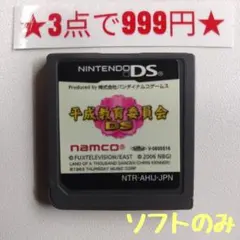 ★3点で999円★
NINTENDO DS
Produced by 株式会社バンダイナムコゲームス
平成教育委員会
DS
namco
© FUJITELEVISION/EAST © 2006 NBGI
NTR-AHIJ-JPN
ソフトのみ